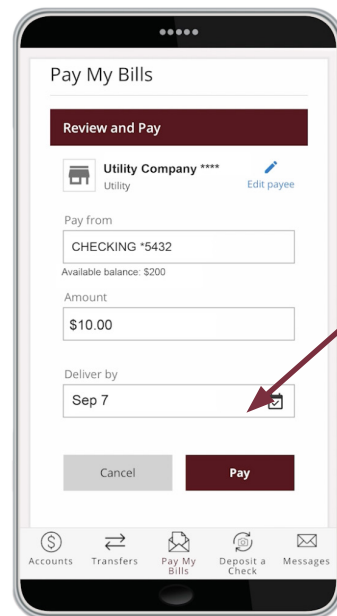 Pay My Bills
Review and Pay
Utility Company ****
Utility
Edit payee
Pay from
CHECKING *5432
Available balance: $200
Amount
$10.00
Deliver by
Sep 7
Cancel
Pay
Accounts
Transfers
Pay My
Bills
Deposit a
Check
Messages